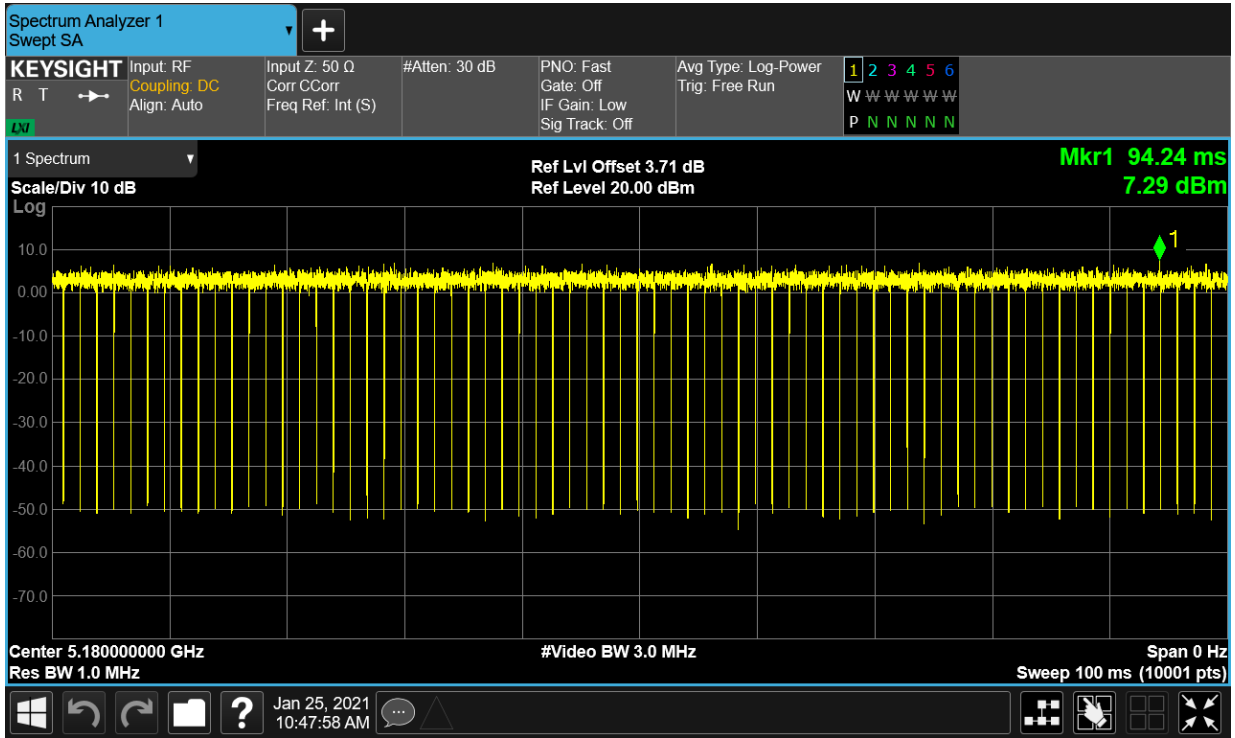 Spectrum Analyzer 1
Swept SA
KEYSIGHT
R T
LXI
Input: RF
Coupling: DC
Align: Auto
Input Z: 50 Ω
Corr CCorr
Freq Ref: Int (S)
#Atten: 30 dB
PNO: Fast
Gate: Off
IF Gain: Low
Sig Track: Off
Avg Type: Log-Power
Trig: Free Run
1 2 3 4 5 6
W W W W W W
P N N N N N
1 Spectrum
Scale/Div 10 dB
Log
Ref Lvl Offset 3.71 dB
Ref Level 20.00 dBm
Mkr1 94.24 ms
7.29 dBm
1
10.0
0.00
-10.0
-20.0
-30.0
-40.0
-50.0
-60.0
-70.0
Center 5.180000000 GHz
Res BW 1.0 MHz
#Video BW 3.0 MHz
Span 0 Hz
Sweep 100 ms (10001 pts)
?
Jan 25, 2021
10:47:58 AM